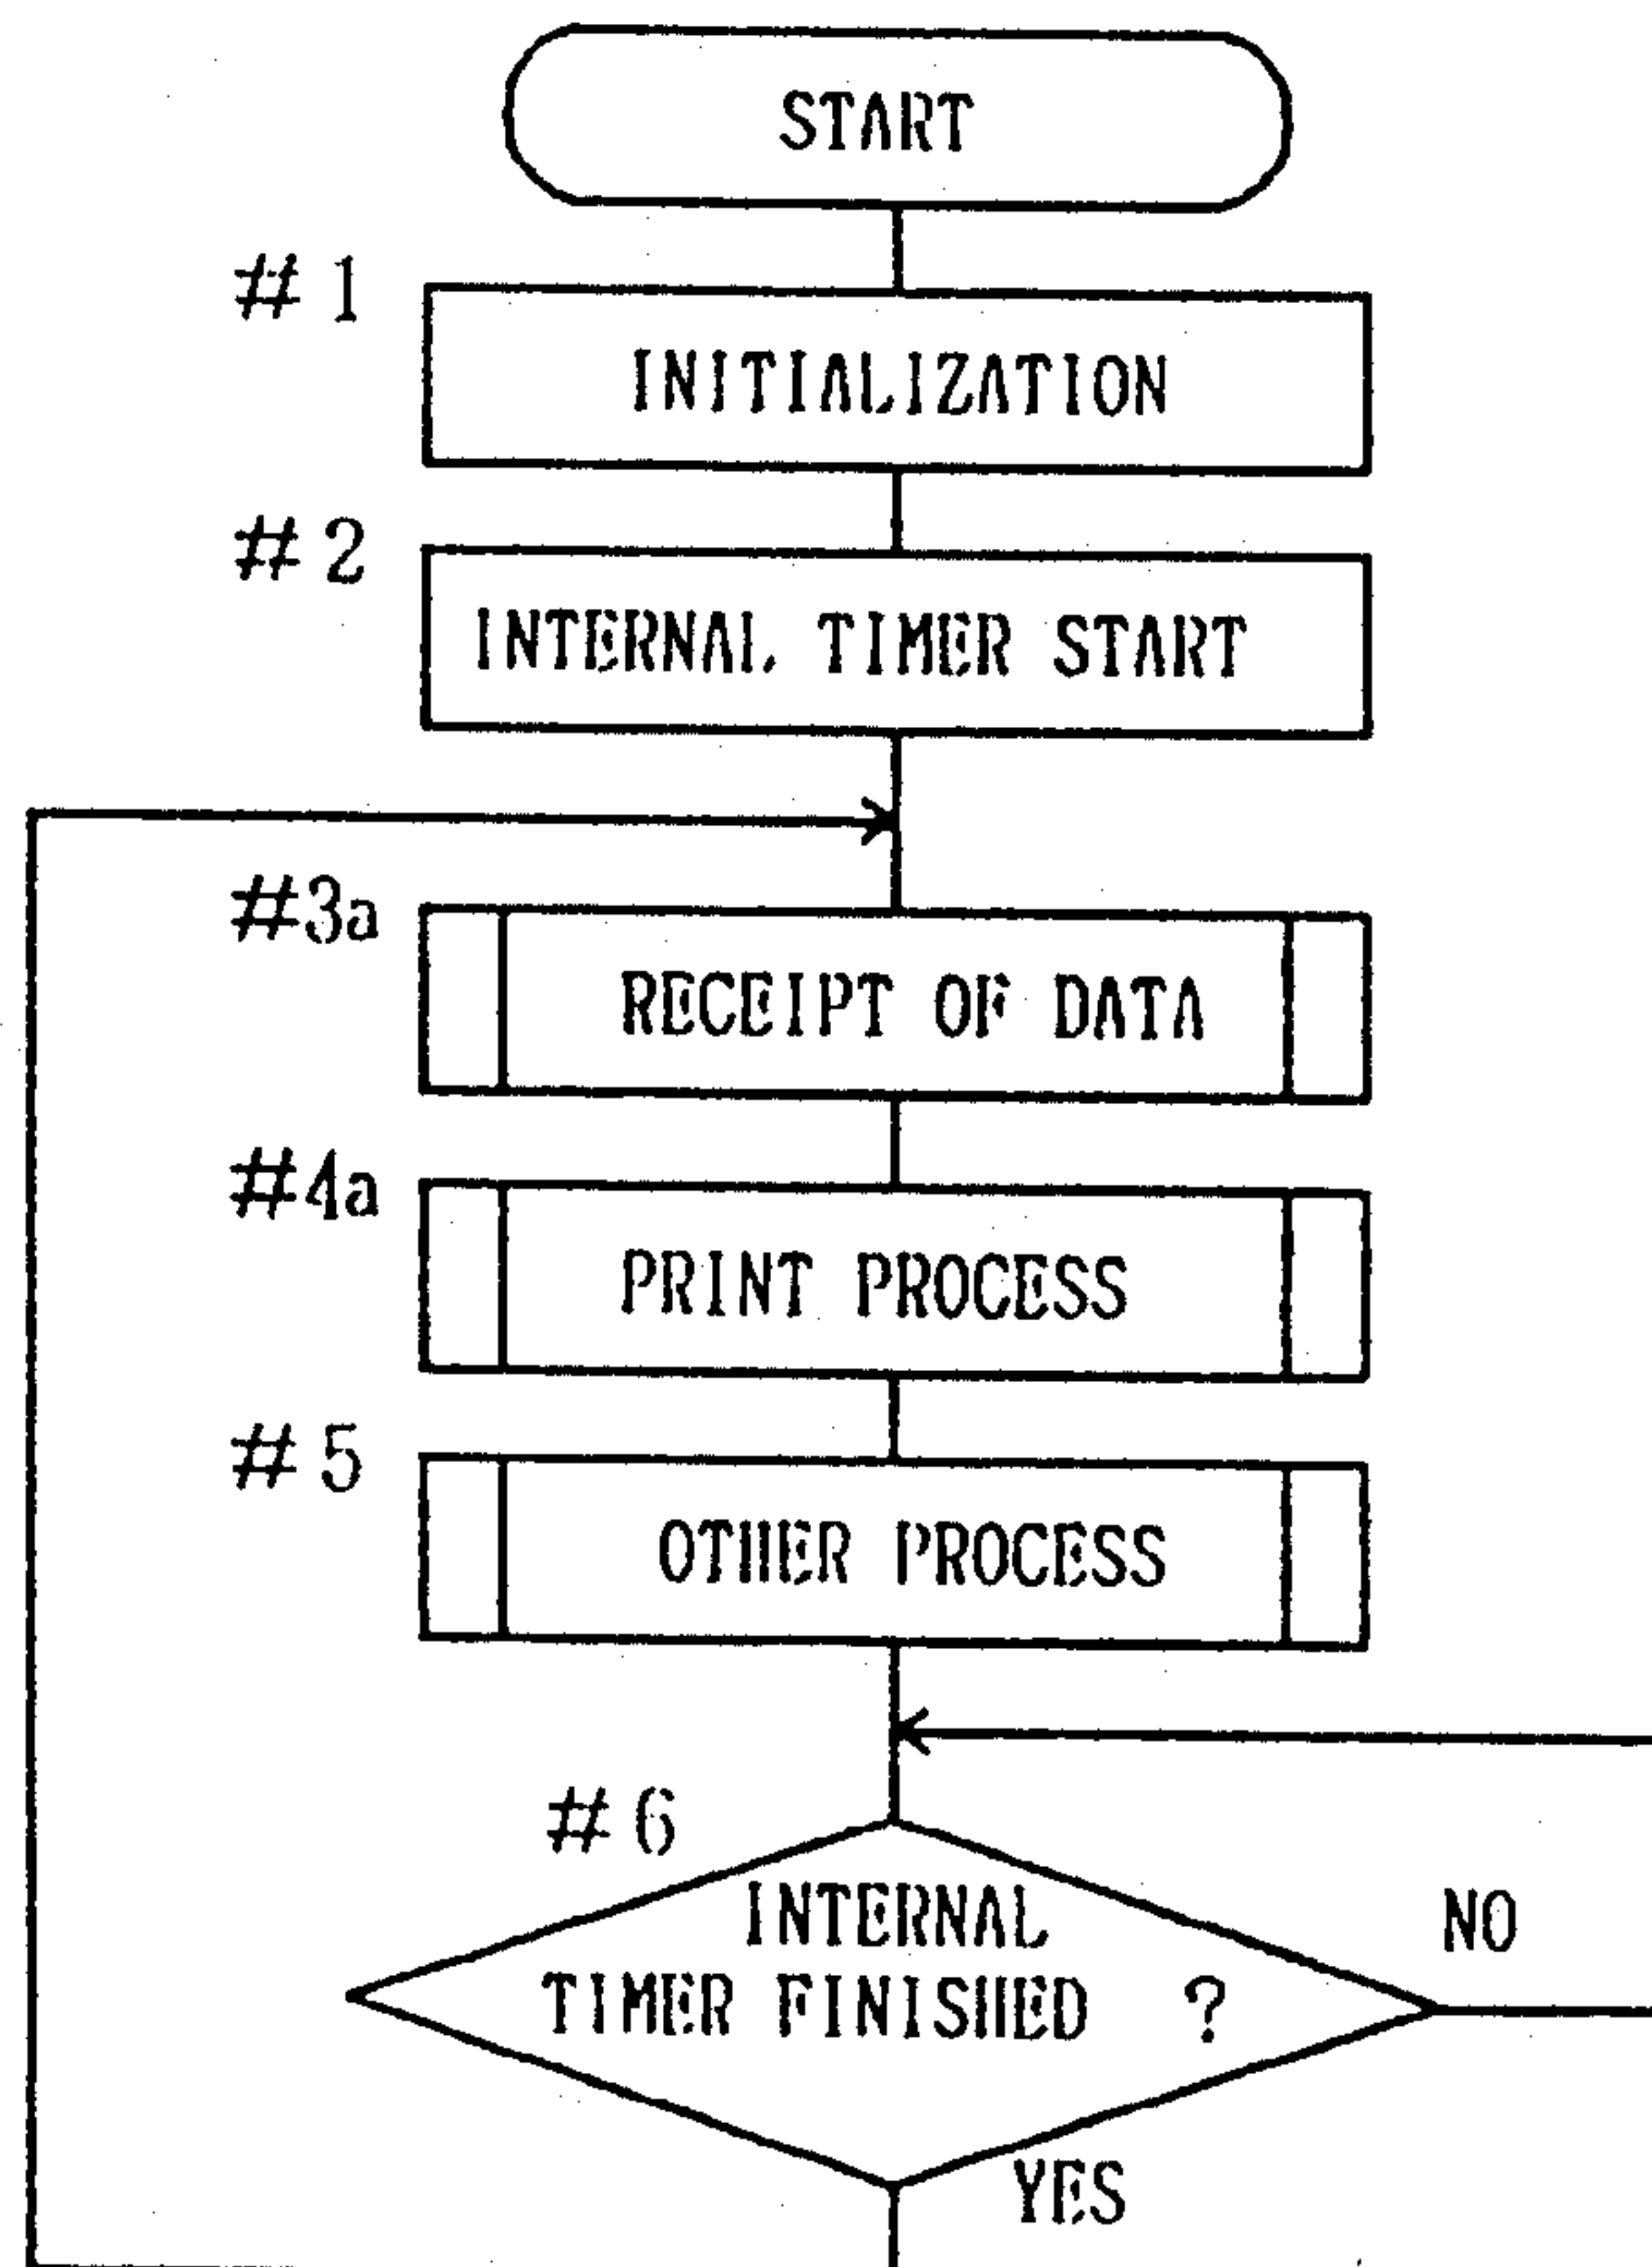 START
#1
INITIALIZATION
#2
INTERNAL TIMER START
#3a
RECEIPT OF DATA
#4a
PRINT PROCESS
#5
OTHER PROCESS
#6
INTERNAL
TIMER FINISHED ?
NO
YES